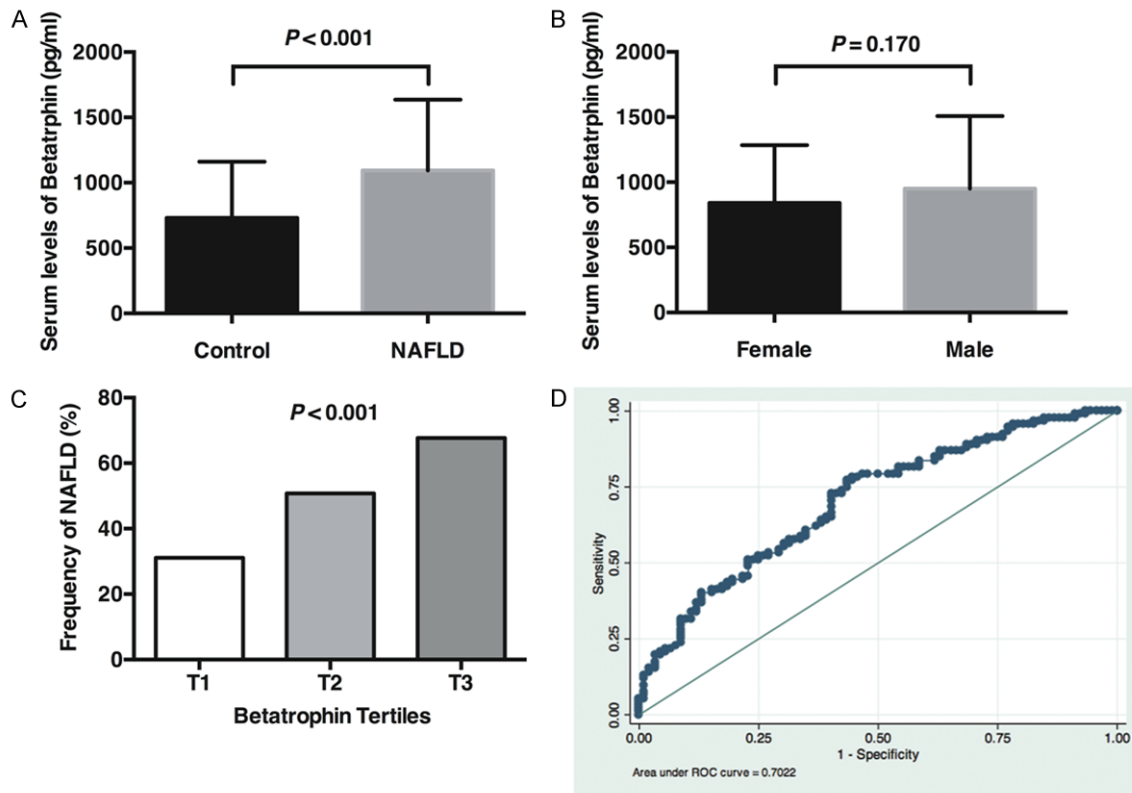 A
Serum levels of Betatrphin (pg/ml)
2000
1500
1000
500
0
P < 0.001
Control NAFLD
B
Serum levels of Betatrphin (pg/ml)
2000
1500
1000
500
0
P = 0.170
Female Male
C
Frequency of NAFLD (%)
80
60
40
20
0
P < 0.001
T1 T2 T3
Betatrophin Tertiles
D
Sensitivity
1.00
0.75
0.50
0.25
0.00
0.00 0.25 0.50 0.75 1.00
1 - Specificity
Area under ROC curve = 0.7022